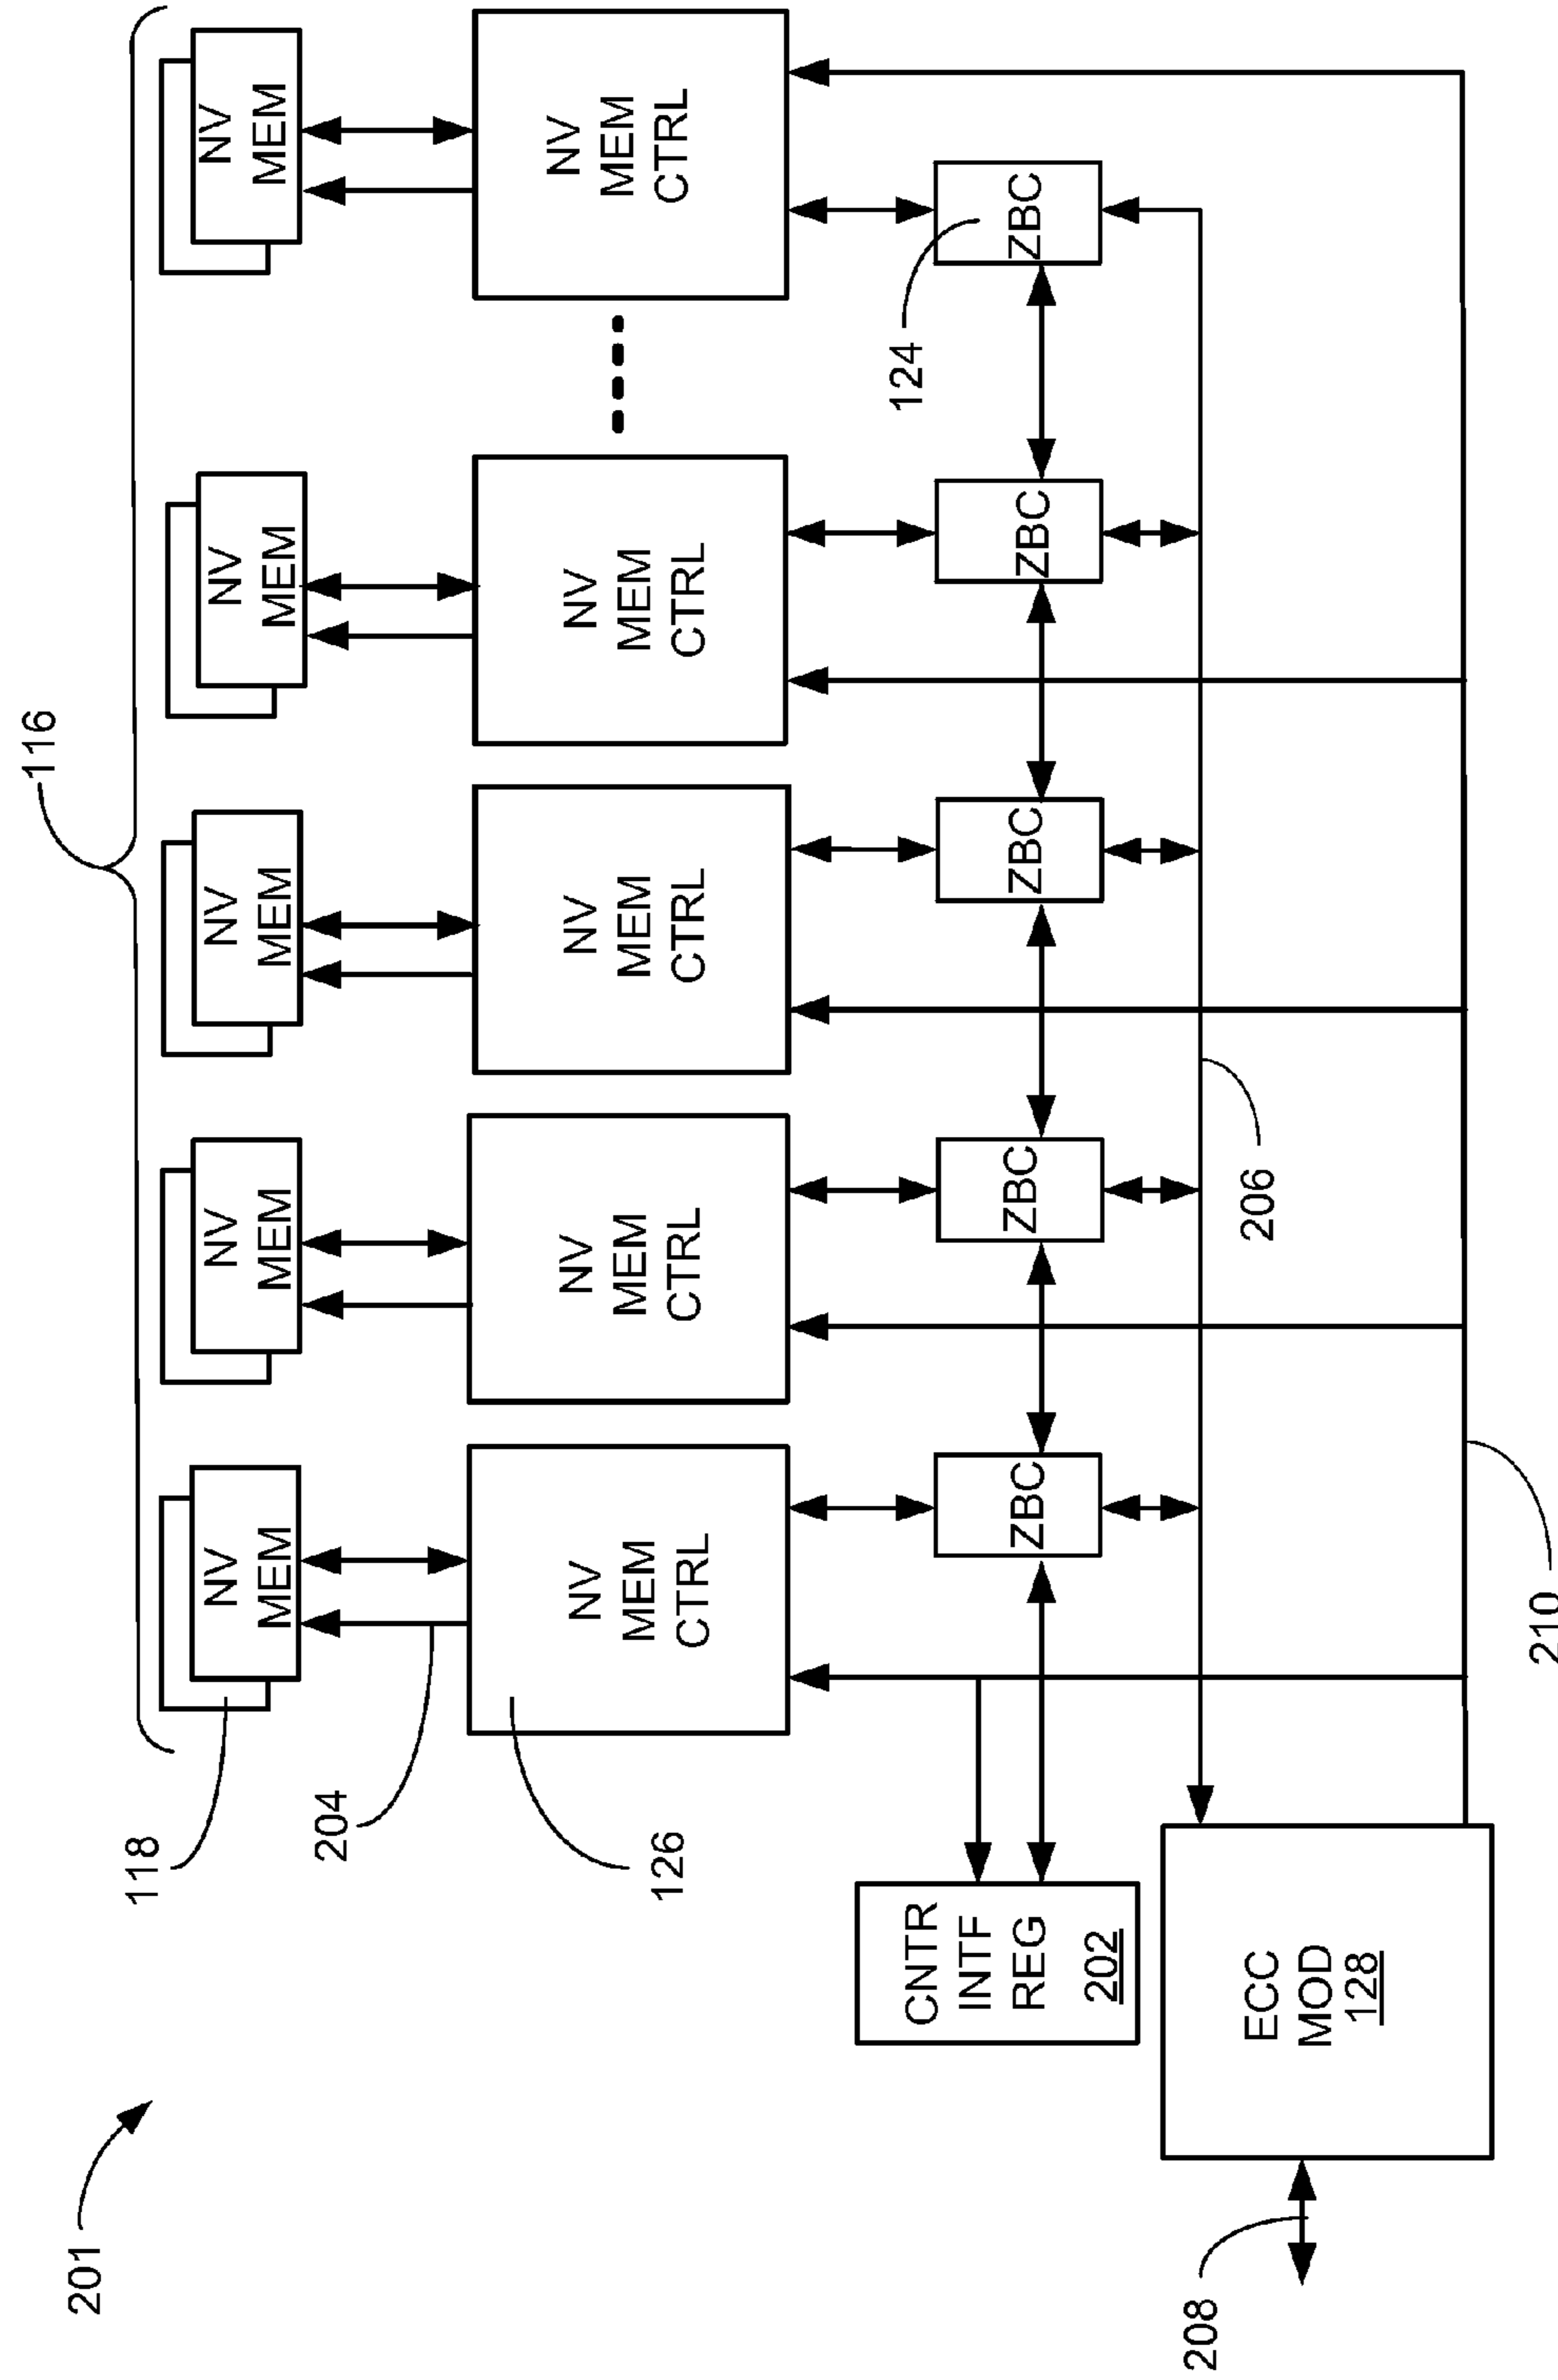 201
116
118
NV
MEM
NV
MEM
NV
MEM
NV
MEM
NV
MEM
204
126
NV
MEM
CTRL
NV
MEM
CTRL
NV
MEM
CTRL
NV
MEM
CTRL
NV
MEM
CTRL
124
CNTR
INTF
REG
202
ZBC
ZBC
ZBC
ZBC
ZBC
208
ECC
MOD
128
206
210